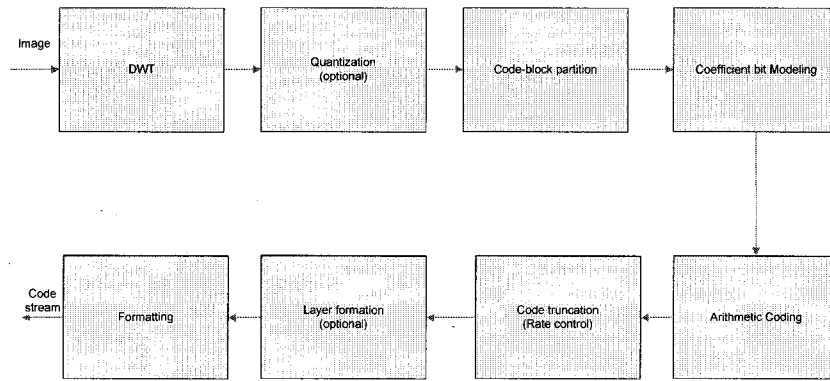 Image
DWT
Quantization
(optional)
Code-block partition
Coefficient bit Modeling
Arithmetic Coding
Code truncation
(Rate control)
Layer formation
(optional)
Formatting
Code
stream